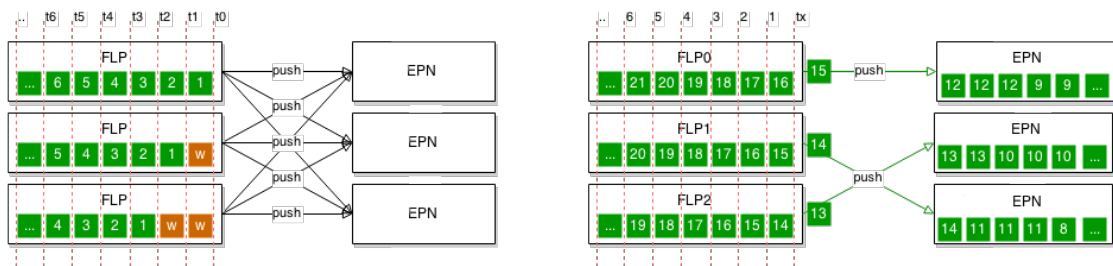 .. t6 t5 t4 t3 t2 t1 t0
FLP
... 6 5 4 3 2 1
FLP
... 5 4 3 2 1 w
FLP
... 4 3 2 1 w w
push
push
push
push
push
EPN
EPN
EPN
.. 6 5 4 3 2 1 tx
FLP0
... 21 20 19 18 17 16
FLP1
... 20 19 18 17 16 15
FLP2
... 19 18 17 16 15 14
15
push
14
push
13
EPN
12 12 12 9 9 ...
EPN
13 13 10 10 10 ...
EPN
14 11 11 11 8 ...